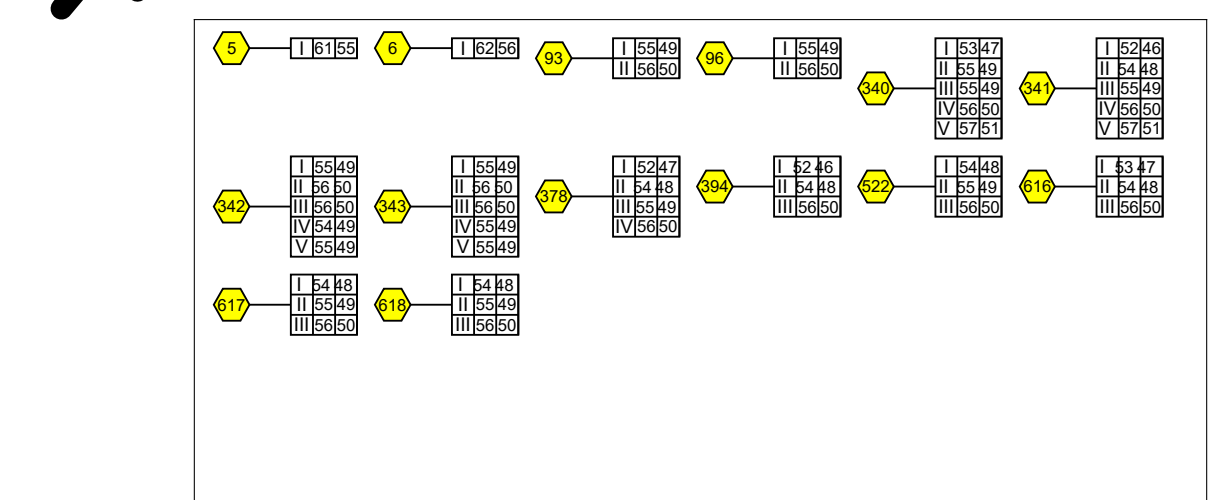 5 I 61 55
6 I 62 56
93 I 55 49
II 56 50
96 I 55 49
II 56 50
340 I 53 47
II 55 49
III 55 49
IV 56 50
V 57 51
341 I 52 46
II 54 48
III 55 49
IV 56 50
V 57 51
342 I 55 49
II 56 50
III 56 50
IV 54 49
V 55 49
343 I 55 49
II 56 50
III 56 50
IV 55 49
V 55 49
378 I 52 47
II 54 48
III 55 49
IV 56 50
394 I 52 46
II 54 48
III 56 50
522 I 54 48
II 55 49
III 56 50
616 I 53 47
II 54 48
III 56 50
617 I 54 48
II 55 49
III 56 50
618 I 54 48
II 55 49
III 56 50